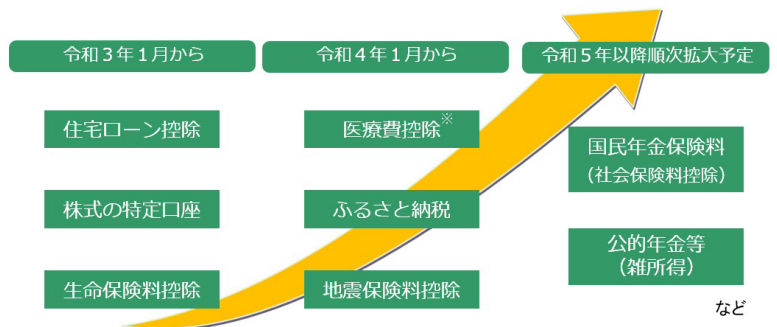 令和３年１月から
住宅ローン控除
株式の特定口座
生命保険料控除
令和４年１月から
医療費控除※
ふるさと納税
地震保険料控除
令和５年以降順次拡大予定
国民年金保険料
（社会保険料控除）
公的年金等
（雑所得）
など